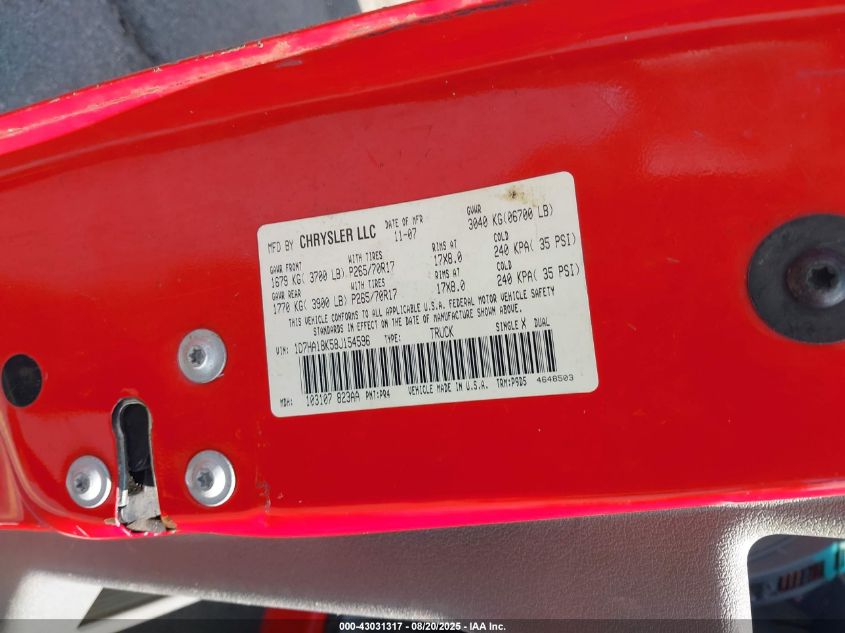 MFD BY CHRYSLER LLC DATE OF MFR 11-07 GVWR 3040 KG(06700 LB)
GAWR FRONT WITH TIRES RIMS AT COLD
1679 KG( 3700 LB) P265/70R17 17X8.0 240 KPA( 35 PSI)
GAWR REAR WITH TIRES RIMS AT COLD
1770 KG( 3900 LB) P265/70R17 17X8.0 240 KPA( 35 PSI)
THIS VEHICLE CONFORMS TO ALL APPLICABLE U.S.A. FEDERAL MOTOR VEHICLE SAFETY
STANDARDS IN EFFECT ON THE DATE OF MANUFACTURE SHOWN ABOVE.
VIN: 1D7HA18K58J154596 TYPE: TRUCK SINGLE X DUAL
MDH: 103107 823AA PNT:PR4 VEHICLE MADE IN U.S.A. TRM:P9D5 4648503
000-43031317 - 08/20/2025 - IAA Inc.